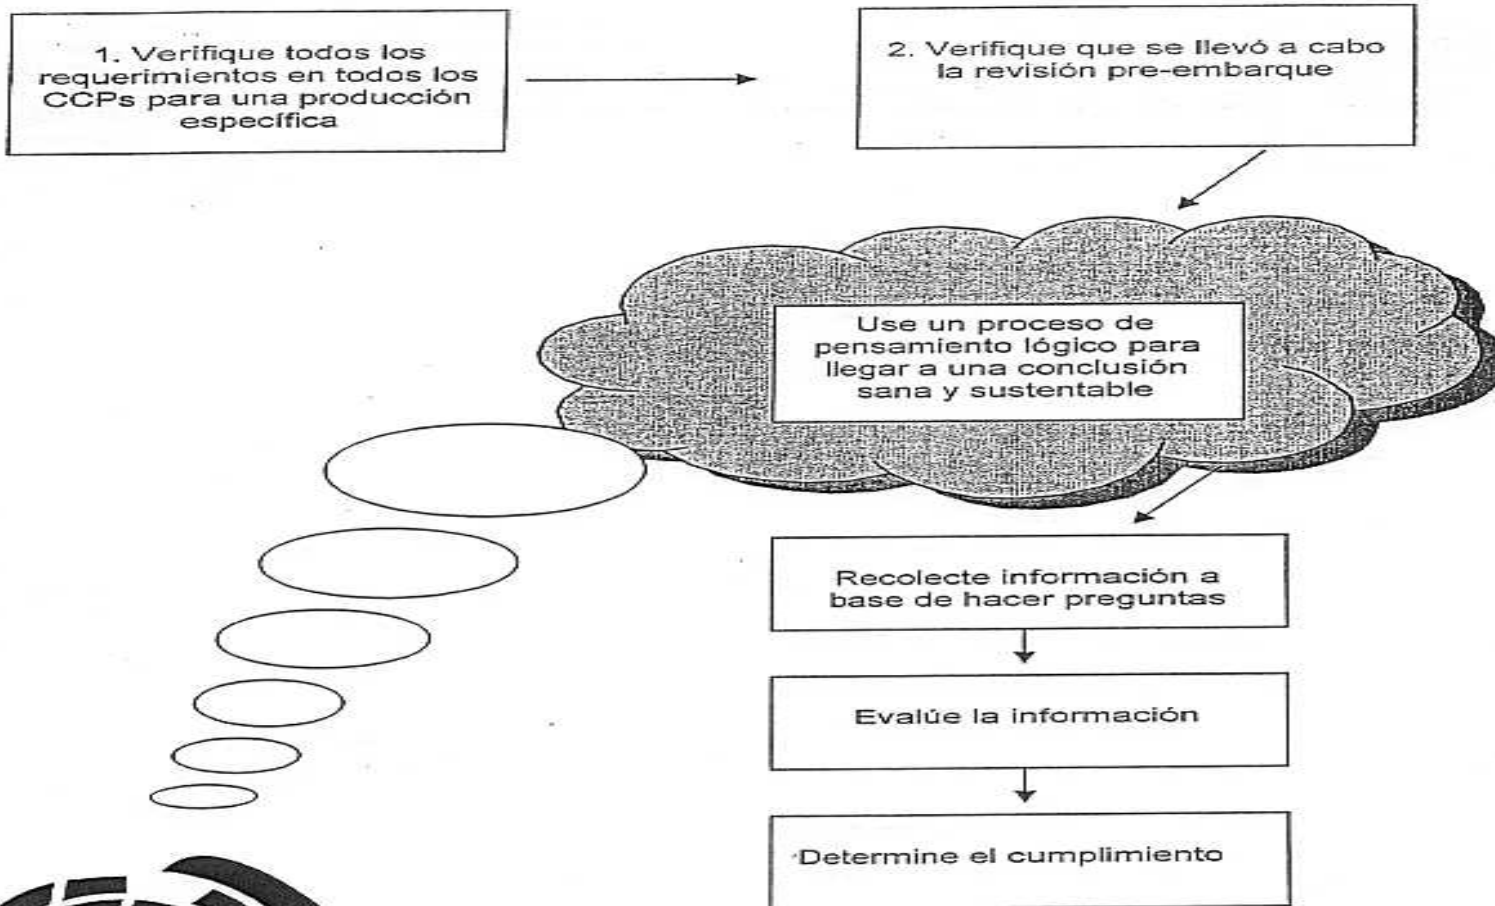 1. Verifique todos los
requerimientos en todos los
CCPs para una producción
específica
2. Verifique que se llevó a cabo
la revisión pre-embarque
Use un proceso de
pensamiento lógico para
llegar a una conclusión
sana y sustentable
Recolecte información a
base de hacer preguntas
Evalúe la información
Determine el cumplimiento